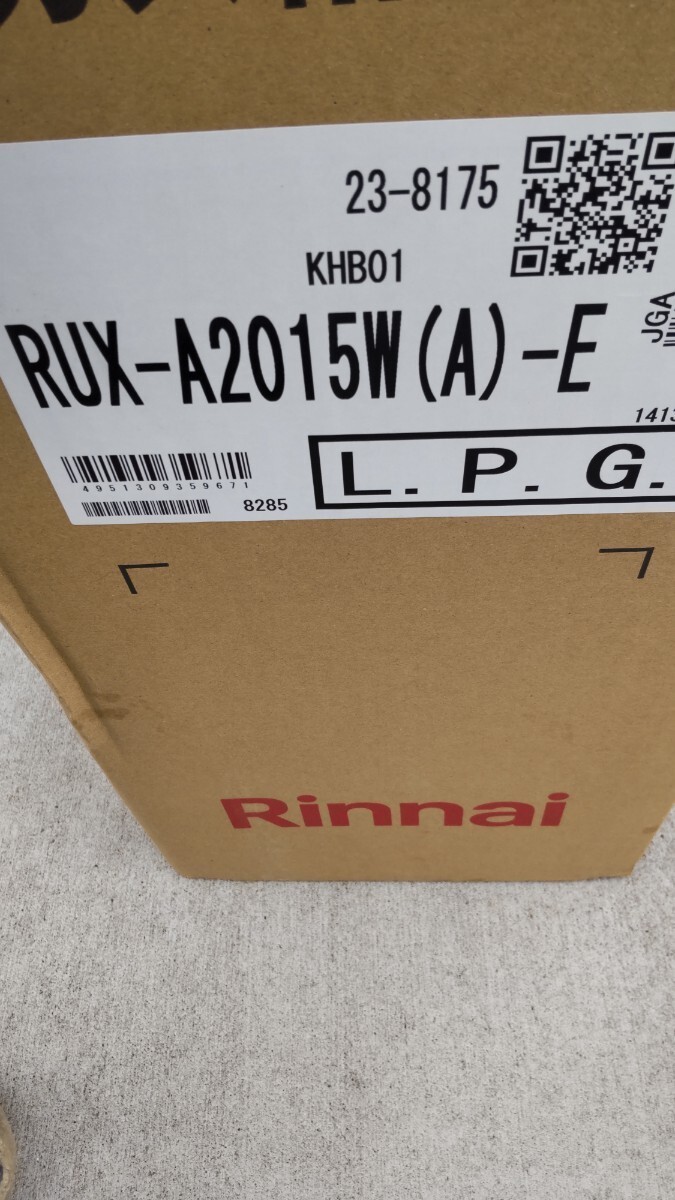 23-8175
KHB01
JGA
RUX-A2015W(A)-E
1413
4951309359671
8285
L.P.G.
Rinnai